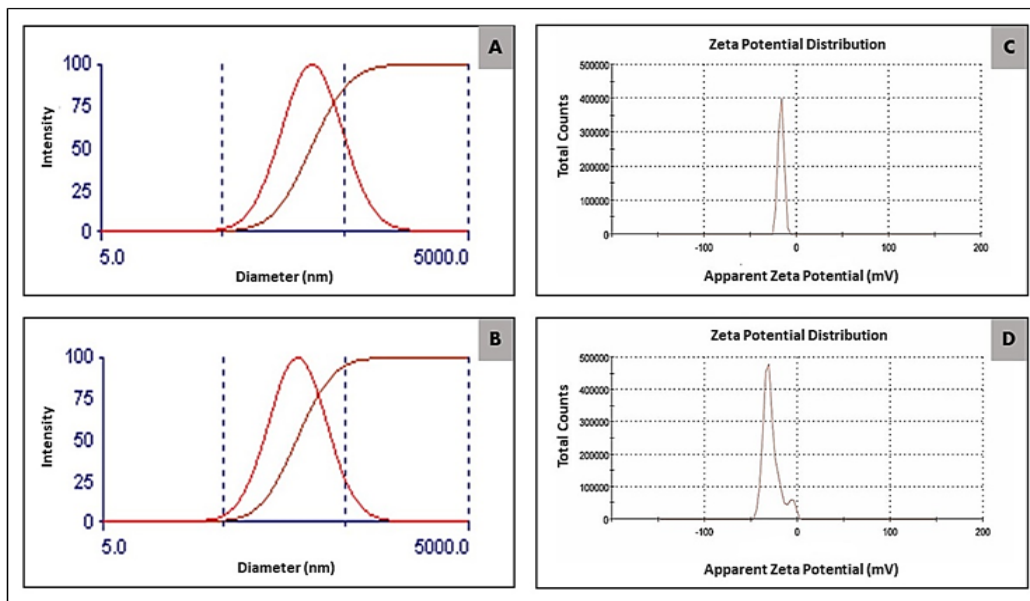 A
Intensity
100
75
50
25
0
5.0
5000.0
Diameter (nm)
C
Zeta Potential Distribution
Total Counts
500000
400000
300000
200000
100000
0
-100
0
100
200
Apparent Zeta Potential (mV)
B
Intensity
100
75
50
25
0
5.0
5000.0
Diameter (nm)
D
Zeta Potential Distribution
Total Counts
500000
400000
300000
200000
100000
0
-100
0
100
200
Apparent Zeta Potential (mV)